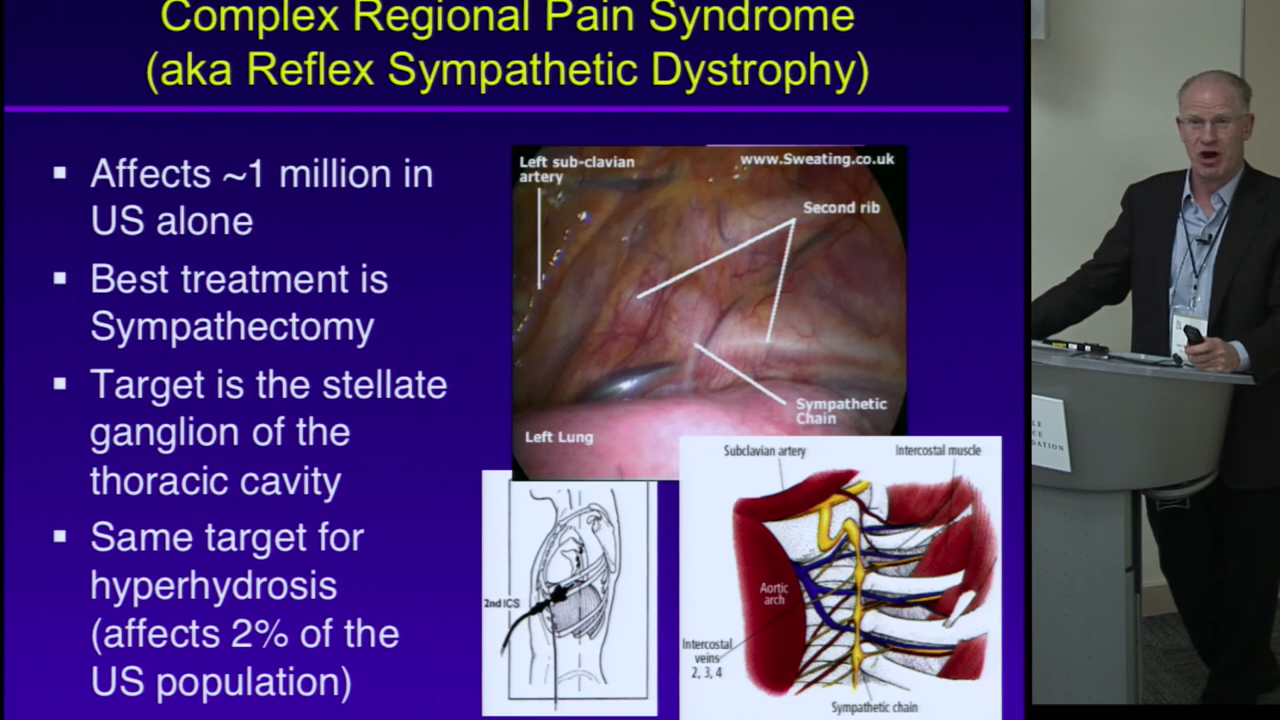 Complex Regional Pain Syndrome
(aka Reflex Sympathetic Dystrophy)
▪ Affects ~1 million in
US alone
▪ Best treatment is
Sympathectomy
▪ Target is the stellate
ganglion of the
thoracic cavity
▪ Same target for
hyperhydrosis
(affects 2% of the
US population)
Left sub-clavian
artery
www.Sweating.co.uk
Second rib
Sympathetic
Chain
Left Lung
2nd ICS
Subclavian artery
Intercostal muscle
Aortic
arch
Intercostal
veins
2, 3, 4
Sympathetic chain